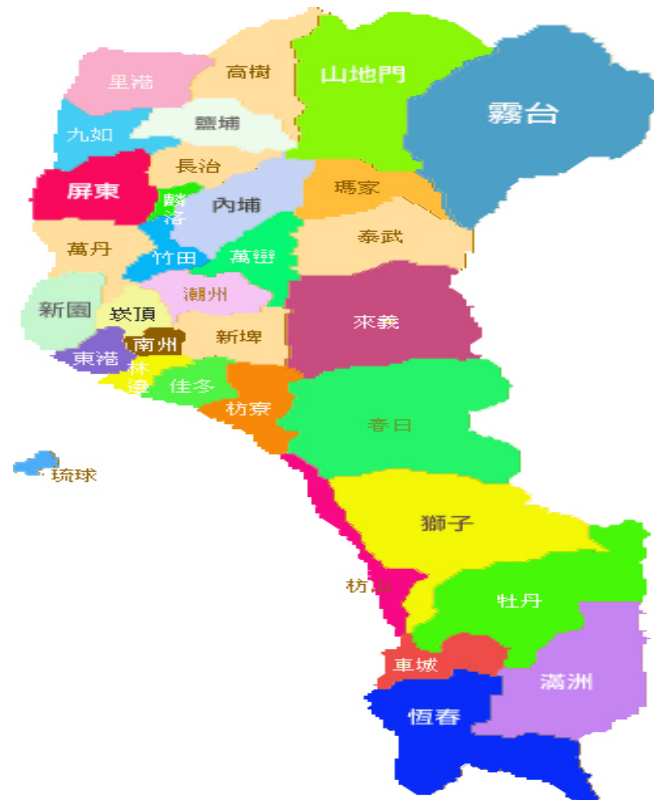 高樹
山地門
里港
霧台
鹽埔
九如
長治
屏東
瑪家
麟洛
內埔
泰武
萬丹
竹田
萬巒
潮州
新園
崁頂
來義
新埤
南州
東港
林邊
佳冬
枋寮
春日
琉球
獅子
枋山
牡丹
車城
滿洲
恆春